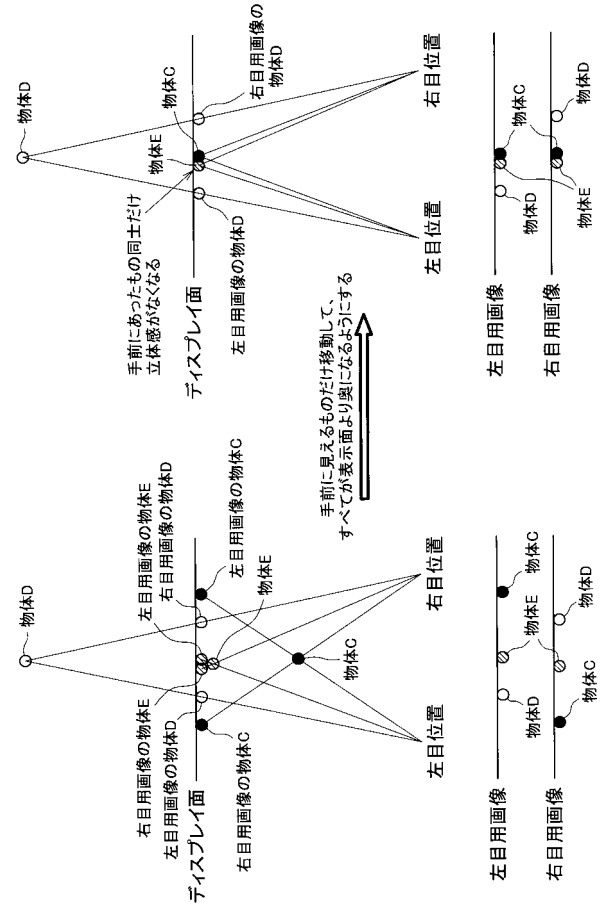 物体D
左目用画像の物体E
右目用画像の物体D
左目用画像の物体C
右目用画像の物体E
左目用画像の物体D
ディスプレイ面
右目用画像の物体C
物体E
物体C
左目位置
右目位置
左目用画像
右目用画像
物体D
物体E
物体C
物体C
物体D
手前に見えるものだけ移動して、
すべてが表示面より奥になるようにする
物体D
手前にあったもの同士だけ
立体感がなくなる
物体E
物体C
右目用画像の
物体D
ディスプレイ面
左目用画像の物体D
左目位置
右目位置
左目用画像
右目用画像
物体D
物体C
物体E
物体D